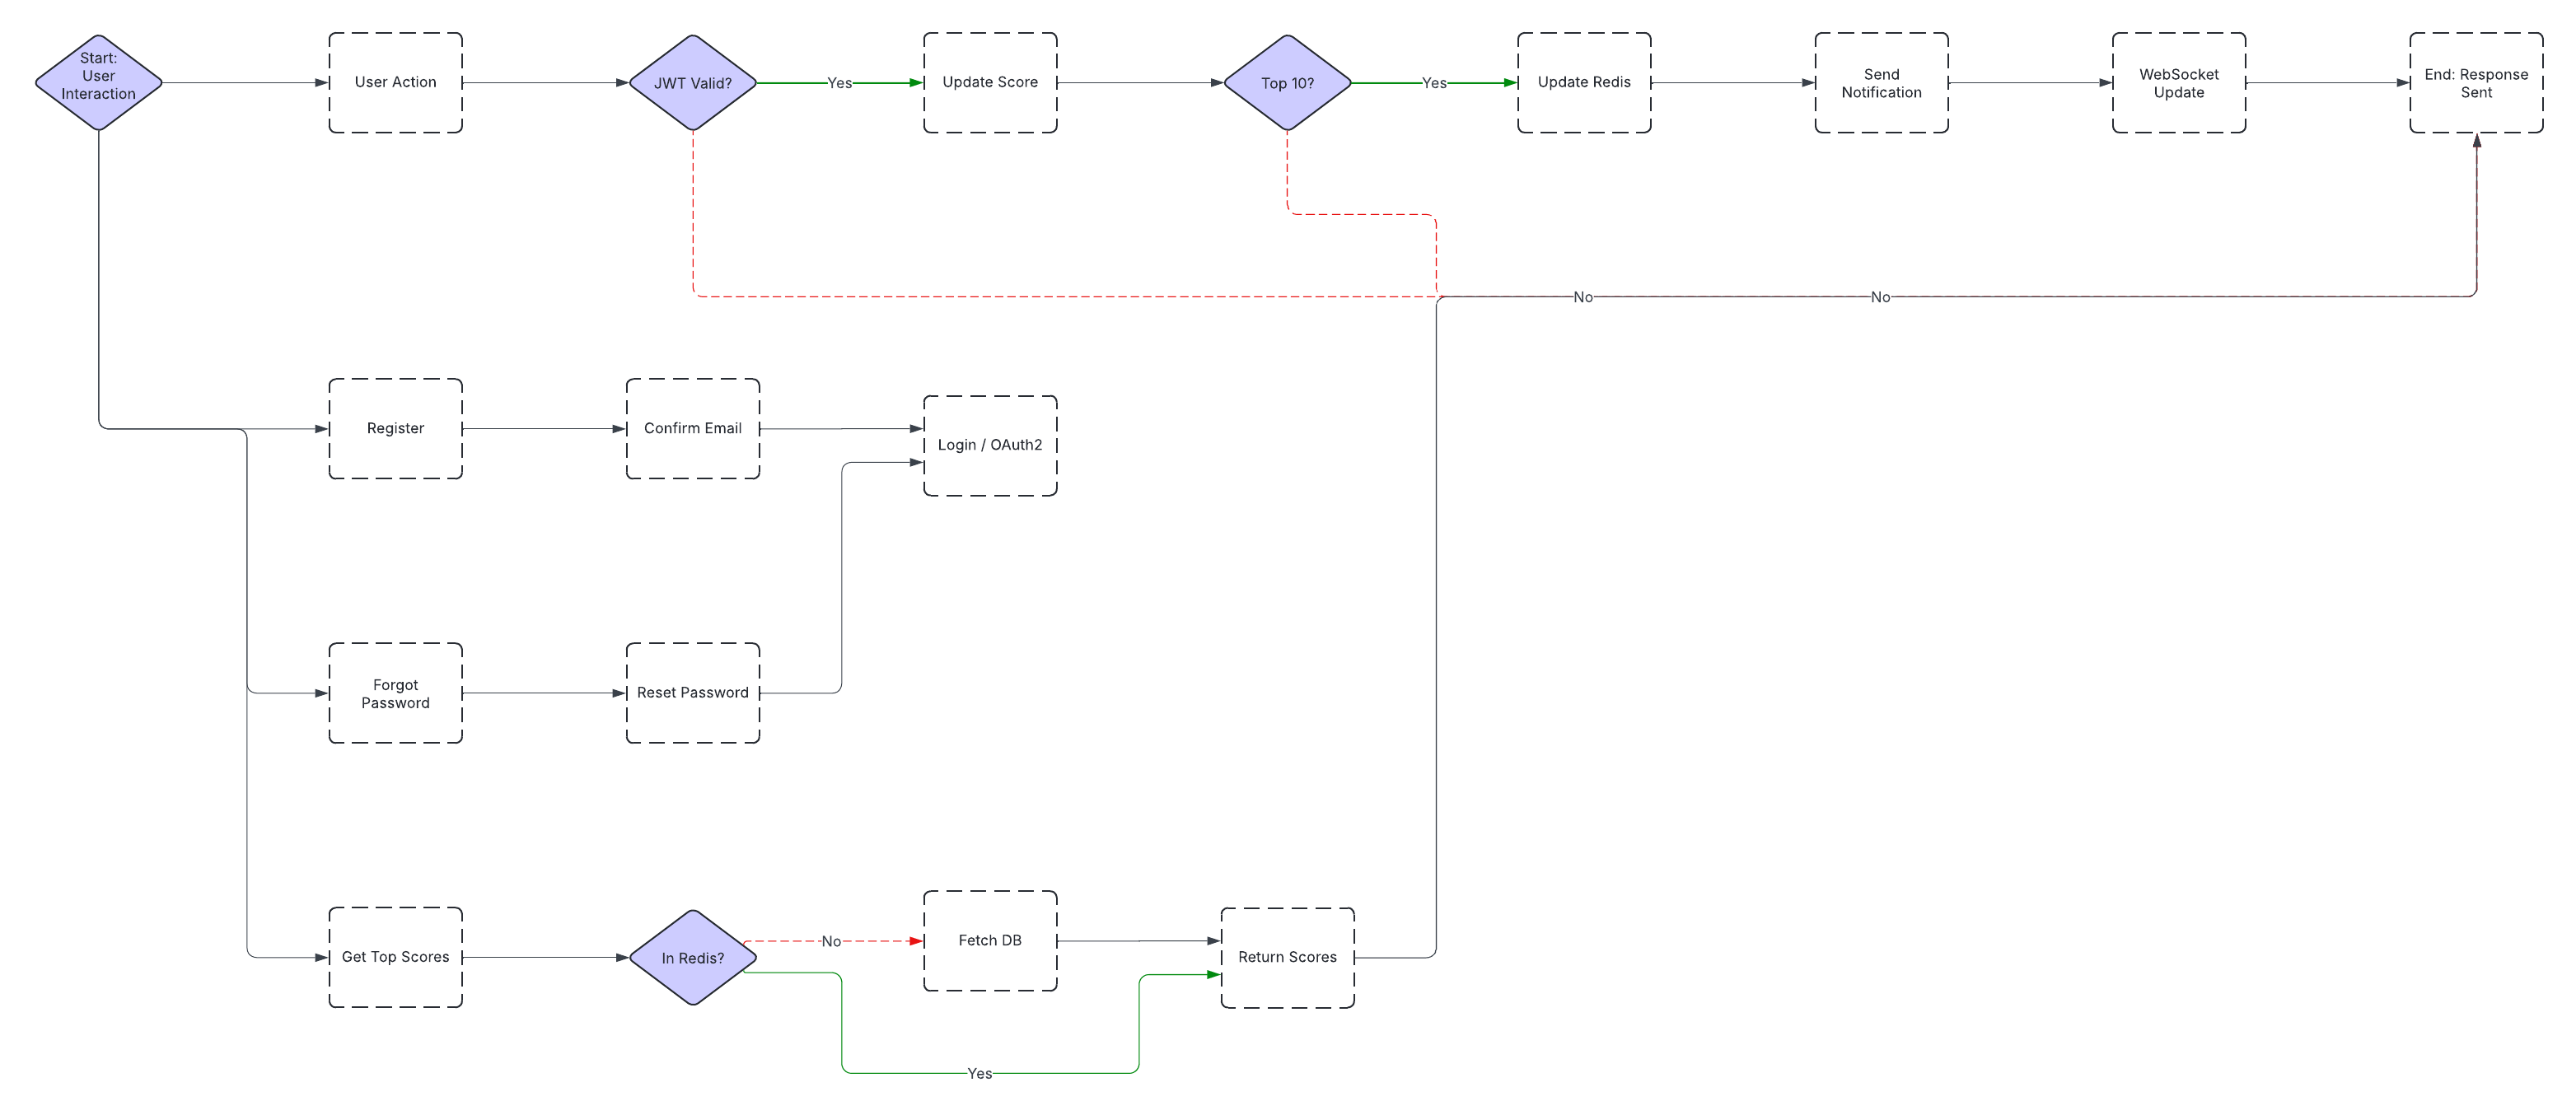 Start:
User
Interaction
User Action
JWT Valid?
Yes
Update Score
Top 10?
Yes
Update Redis
Send
Notification
WebSocket
Update
End: Response
Sent
No
No
Register
Confirm Email
Login / OAuth2
Forgot
Password
Reset Password
Get Top Scores
In Redis?
No
Fetch DB
Return Scores
Yes